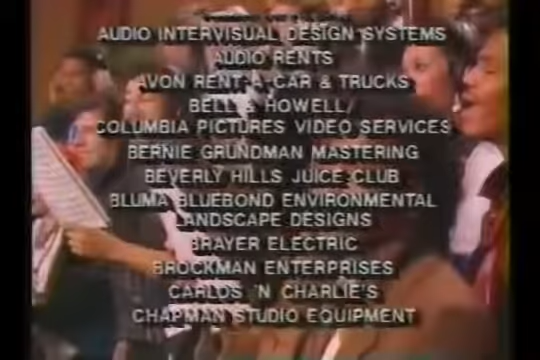 AUDIO INTERVISUAL DESIGN SYSTEMS
AUDIO RENTS
AVON RENT-A-CAR & TRUCKS
BELL & HOWELL/
COLUMBIA PICTURES VIDEO SERVICES
BERNIE GRUNDMAN MASTERING
BEVERLY HILLS JUICE CLUB
BLUMA BLUEBOND ENVIRONMENTAL
LANDSCAPE DESIGNS
BRAYER ELECTRIC
BROCKMAN ENTERPRISES
CARLOS 'N CHARLIE'S
CHAPMAN STUDIO EQUIPMENT